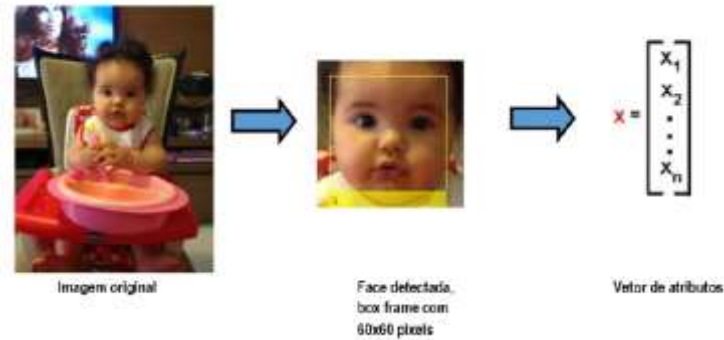 X₁
X₂
X =
Xₙ
Imagem original
Face detectada,
box frame com
60x60 pixels
Vetor de atributos